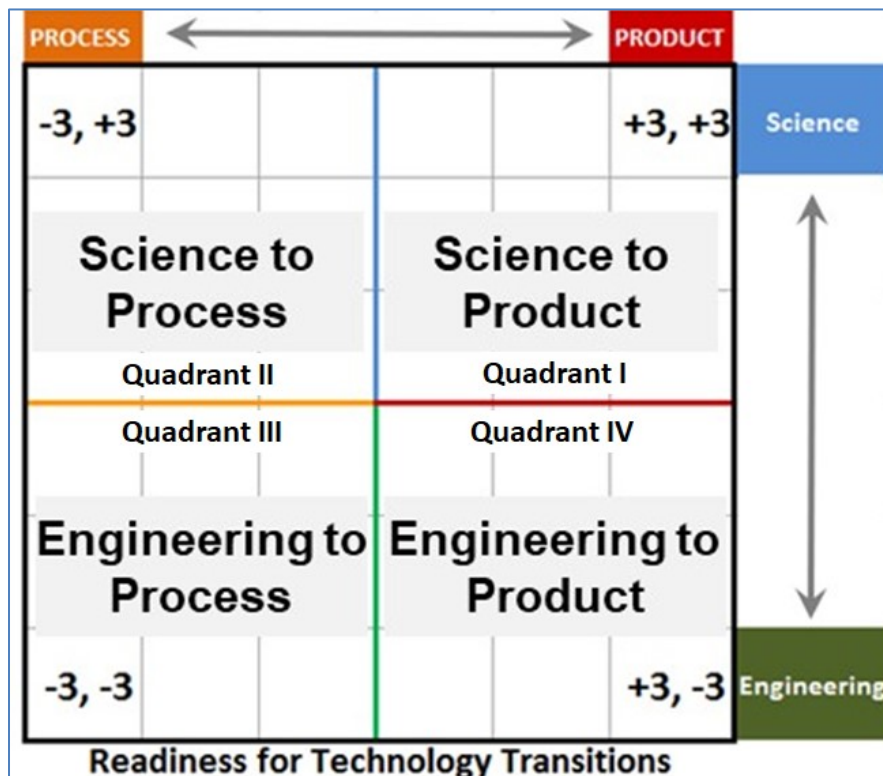 PROCESS
PRODUCT
-3, +3
+3, +3
Science
Science to
Process
Science to
Product
Quadrant II
Quadrant I
Quadrant III
Quadrant IV
Engineering to
Process
Engineering to
Product
-3, -3
+3, -3
Engineering
Readiness for Technology Transitions